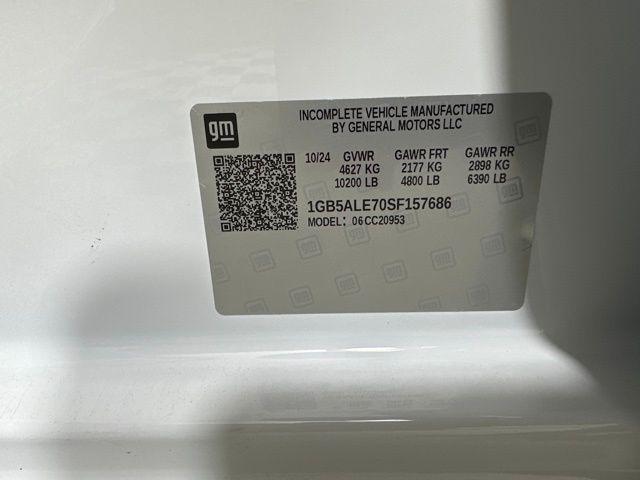 gm
INCOMPLETE VEHICLE MANUFACTURED
BY GENERAL MOTORS LLC
10/24 GVWR GAWR FRT GAWR RR
4627 KG 2177 KG 2898 KG
10200 LB 4800 LB 6390 LB
1GB5ALE70SF157686
MODEL: 06CC20953